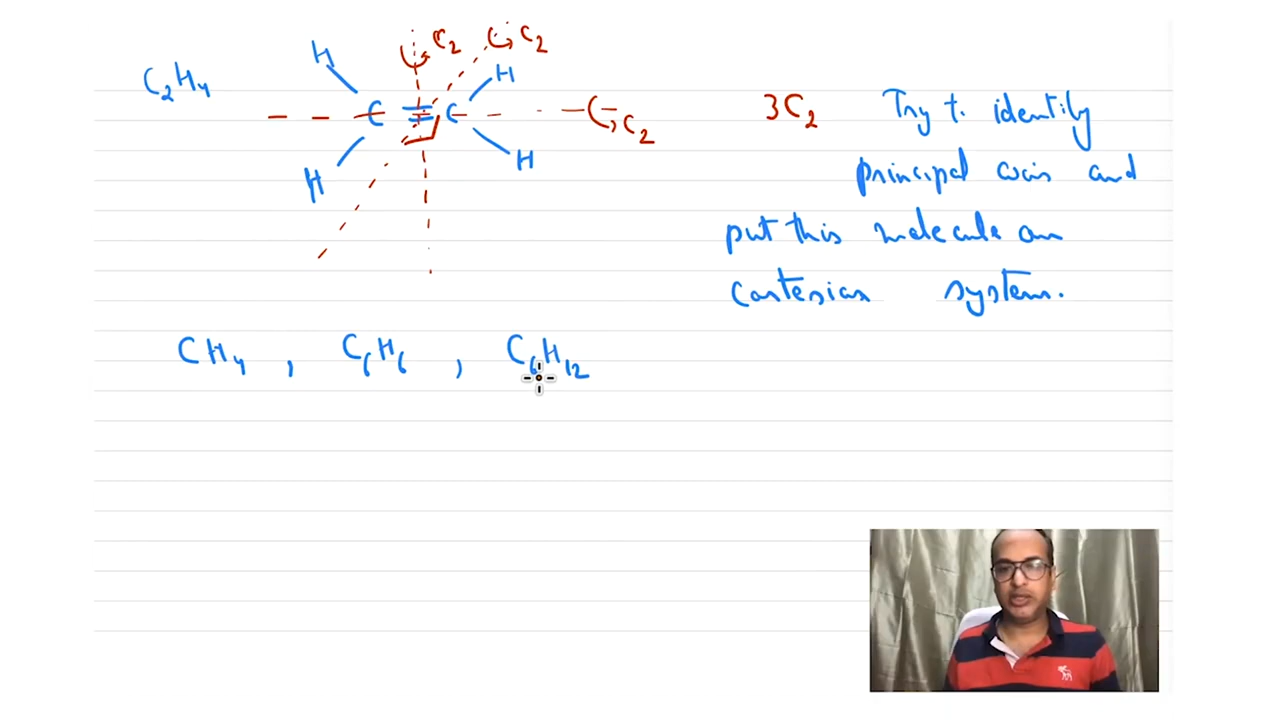 C₂H₄
H
H
C = C
H
H
C₂
C₂
C₂
3C₂
Try to identify
principal axis and
put this molecule on
cartesian system.
CH₄ , C₆H₆ , C₆H₁₂